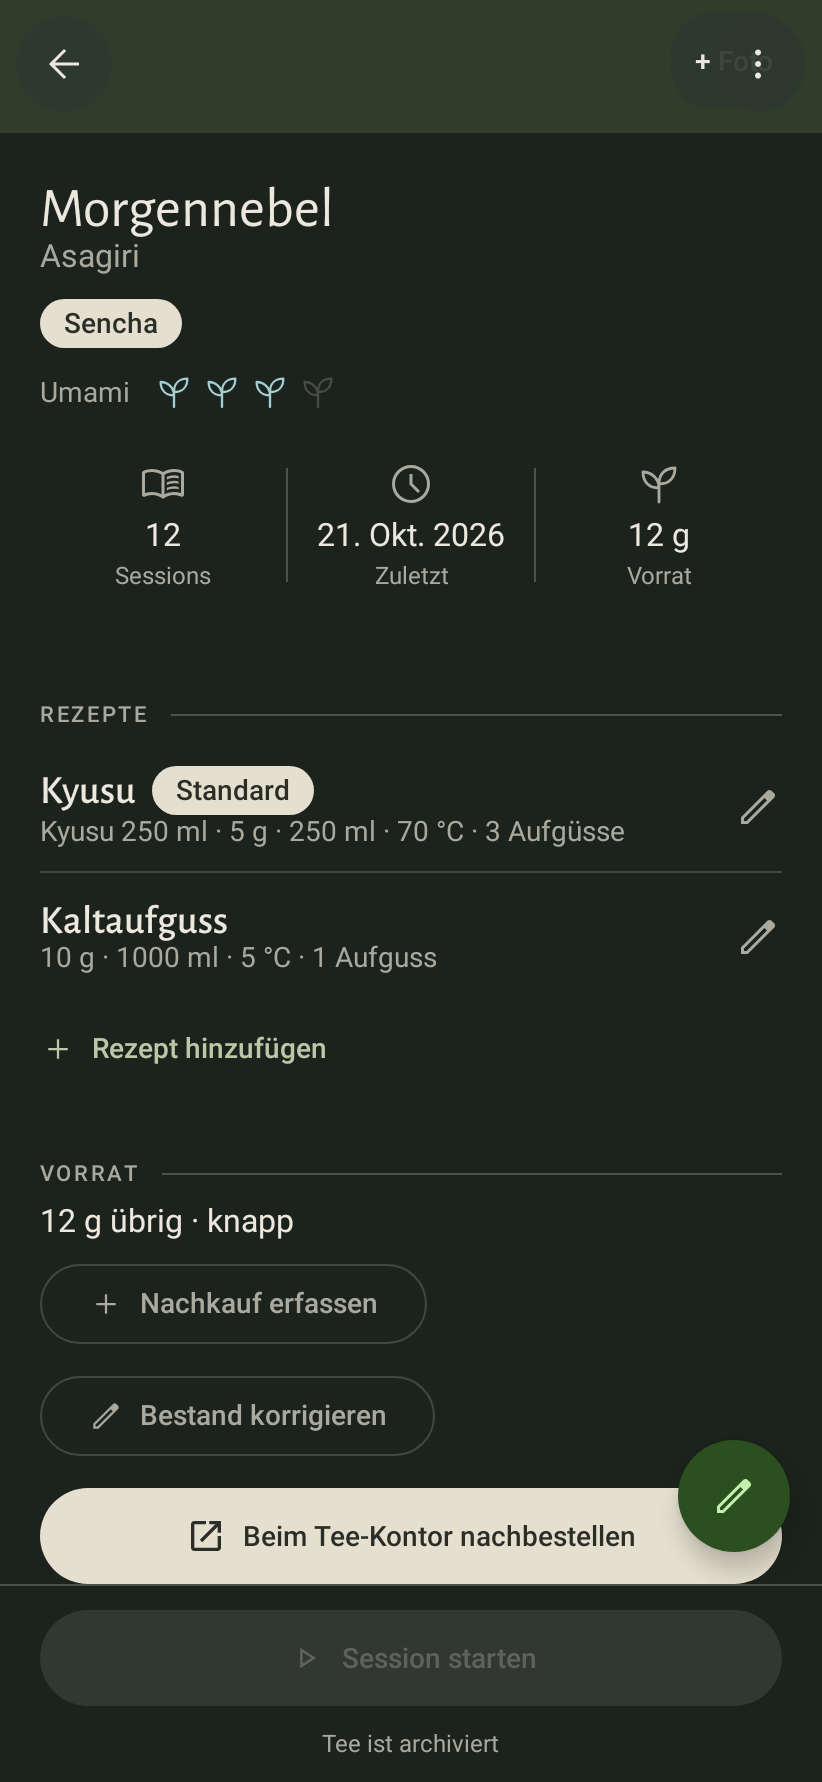 + Foto
Morgennebel
Asagiri
Sencha
Umami
12
Sessions
21. Okt. 2026
Zuletzt
12 g
Vorrat
REZEPTE
Kyusu Standard
Kyusu 250 ml · 5 g · 250 ml · 70 °C · 3 Aufgüsse
Kaltaufguss
10 g · 1000 ml · 5 °C · 1 Aufguss
+ Rezept hinzufügen
VORRAT
12 g übrig · knapp
+ Nachkauf erfassen
Bestand korrigieren
Beim Tee-Kontor nachbestellen
Session starten
Tee ist archiviert